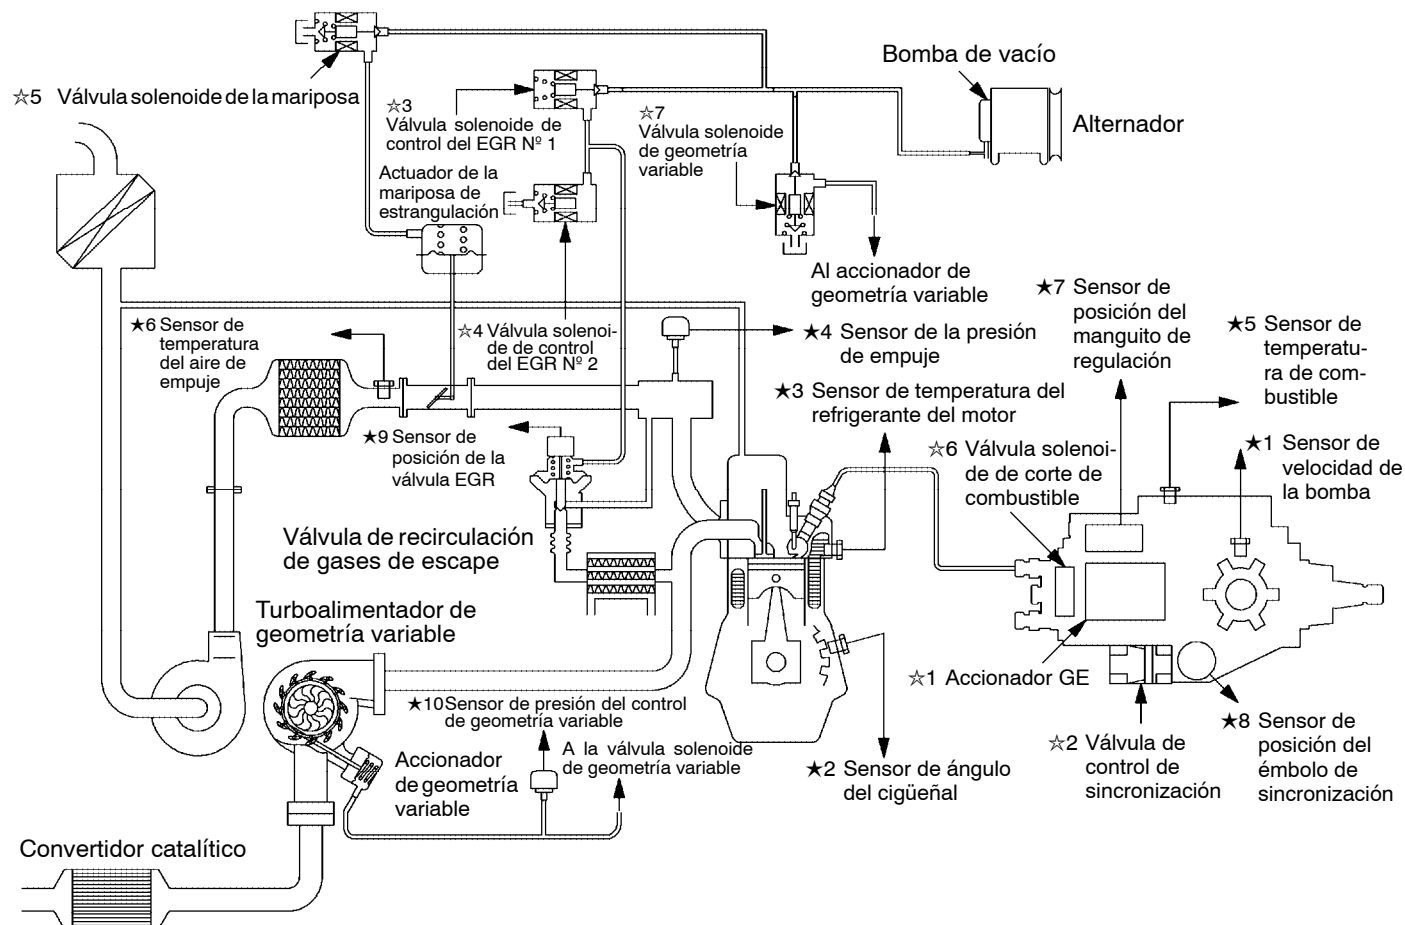 ☆5 Válvula solenoide de la mariposa
☆3
Válvula solenoide de
control del EGR Nº 1
☆7
Válvula solenoide
de geometría
variable
Bomba de vacío
Alternador
Actuador de la
mariposa de
estrangulación
Al accionador de
geometría variable
★6 Sensor de
temperatura
del aire de
empuje
☆4 Válvula solenoi-
de de control
del EGR Nº 2
★4 Sensor de la presión
de empuje
★7 Sensor de
posición del
manguito de
regulación
★5 Sensor de
temperatu-
ra de com-
bustible
★3 Sensor de temperatura del
refrigerante del motor
★9 Sensor de
posición de la
válvula EGR
☆6 Válvula solenoi-
de de corte de
combustible
★1 Sensor de
velocidad de
la bomba
Válvula de recirculación
de gases de escape
Turboalimentador de
geometría variable
☆1 Accionador GE
★10 Sensor de presión del control
de geometría variable
A la válvula solenoide
de geometría variable
Accionador
de geometría
variable
★2 Sensor de ángulo
del cigüeñal
☆2 Válvula de
control de
sincronización
★8 Sensor de
posición del
émbolo de
sincronización
Convertidor catalítico